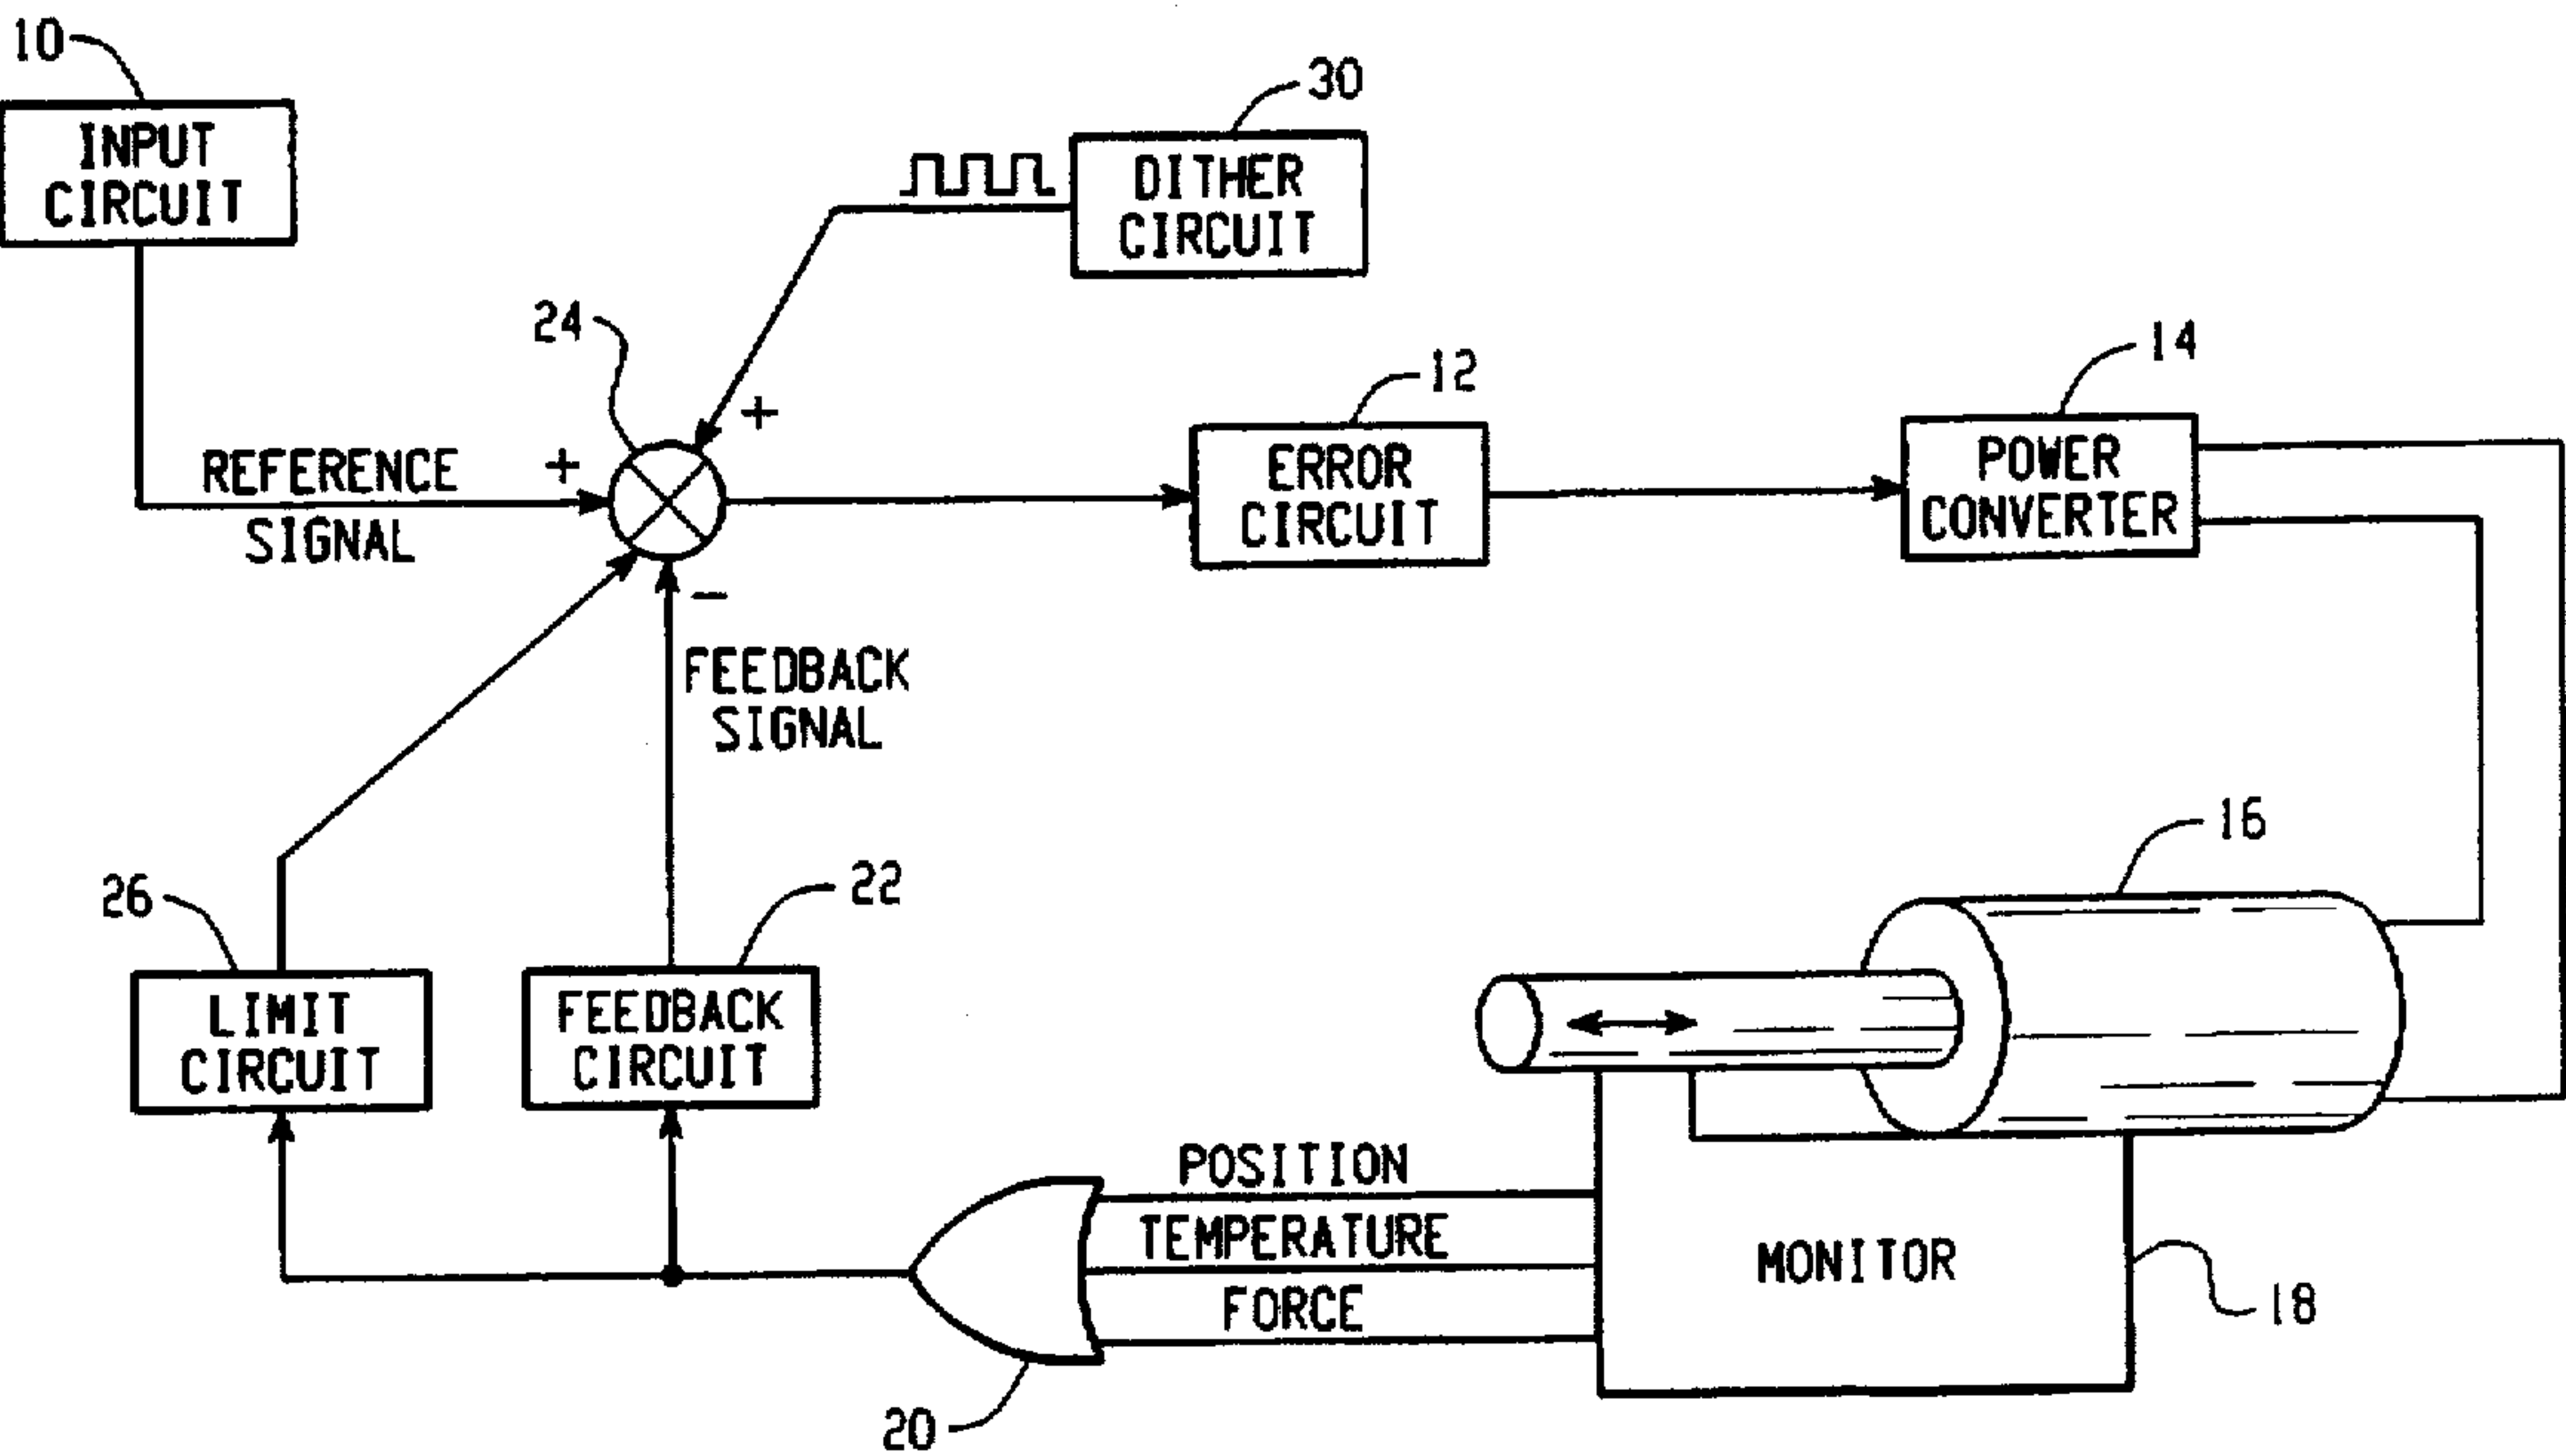 10
INPUT
CIRCUIT
30
DITHER
CIRCUIT
24
+
12
14
REFERENCE
SIGNAL
+
ERROR
CIRCUIT
POWER
CONVERTER
−
FEEDBACK
SIGNAL
16
26
22
LIMIT
CIRCUIT
FEEDBACK
CIRCUIT
POSITION
TEMPERATURE
FORCE
MONITOR
18
20